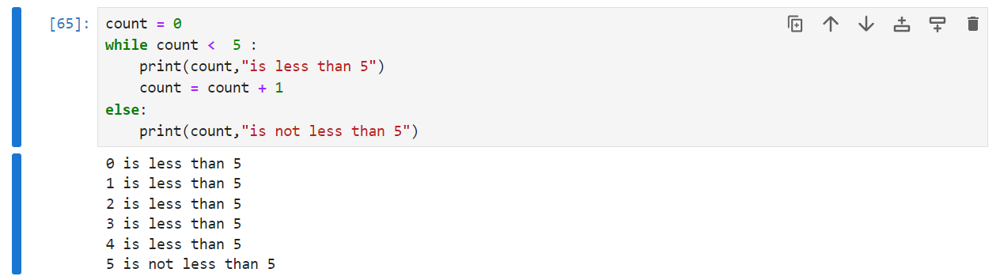 [65]: count = 0
while count <  5 :
    print(count,"is less than 5")
    count = count + 1
else:
    print(count,"is not less than 5")
0 is less than 5
1 is less than 5
2 is less than 5
3 is less than 5
4 is less than 5
5 is not less than 5